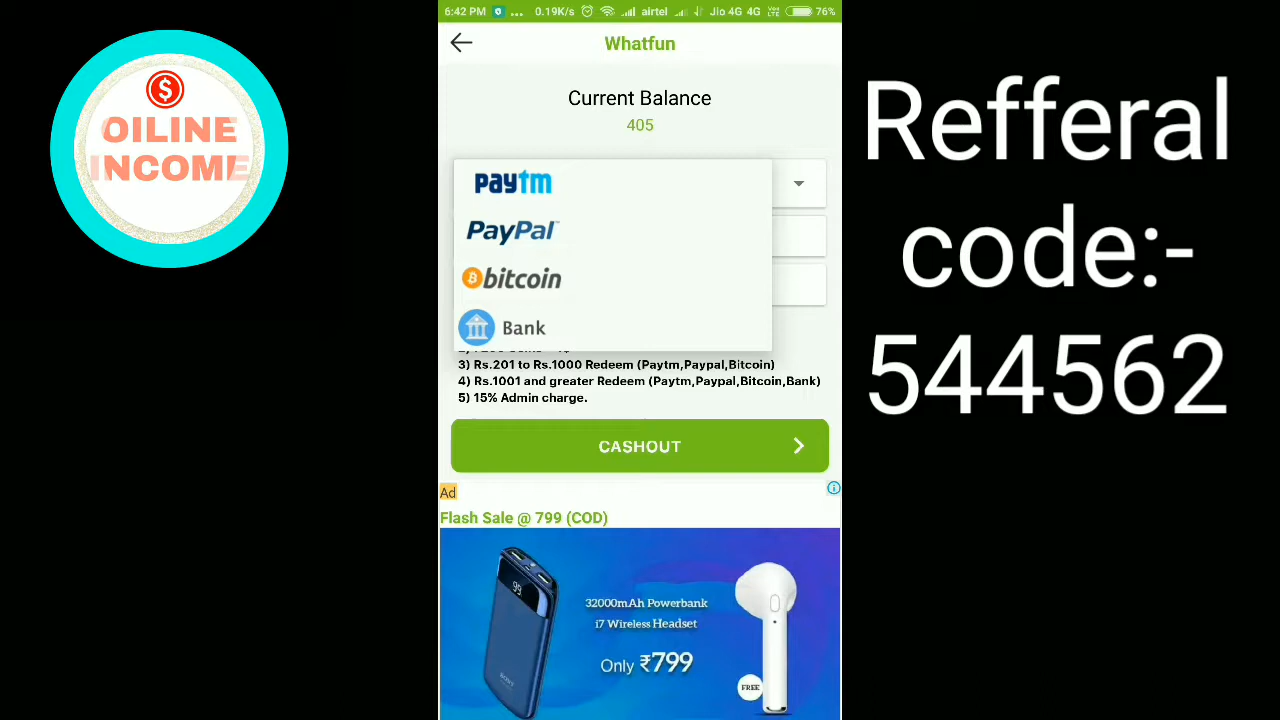 OILINE
INCOME
6:42 PM ... 0.19K/s airtel Jio 4G 4G 76%
Whatfun
Current Balance
405
Paytm
PayPal
bitcoin
Bank
3) Rs.201 to Rs.1000 Redeem (Paytm,Paypal,Bitcoin)
4) Rs.1001 and greater Redeem (Paytm,Paypal,Bitcoin,Bank)
5) 15% Admin charge.
CASHOUT
Ad
Flash Sale @ 799 (COD)
99
32000mAh Powerbank
i7 Wireless Headset
Only ₹799
FREE
SONY
Refferal
code:-
544562